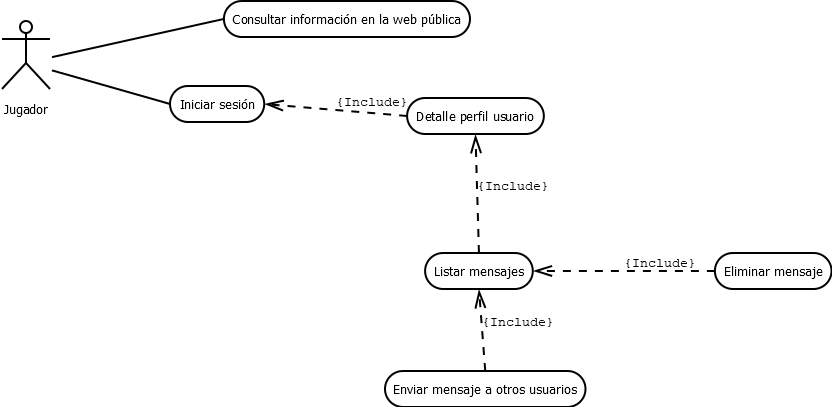 Consultar información en la web pública
Jugador
Iniciar sesión
{Include}
Detalle perfil usuario
{Include}
Listar mensajes
{Include}
Eliminar mensaje
{Include}
Enviar mensaje a otros usuarios